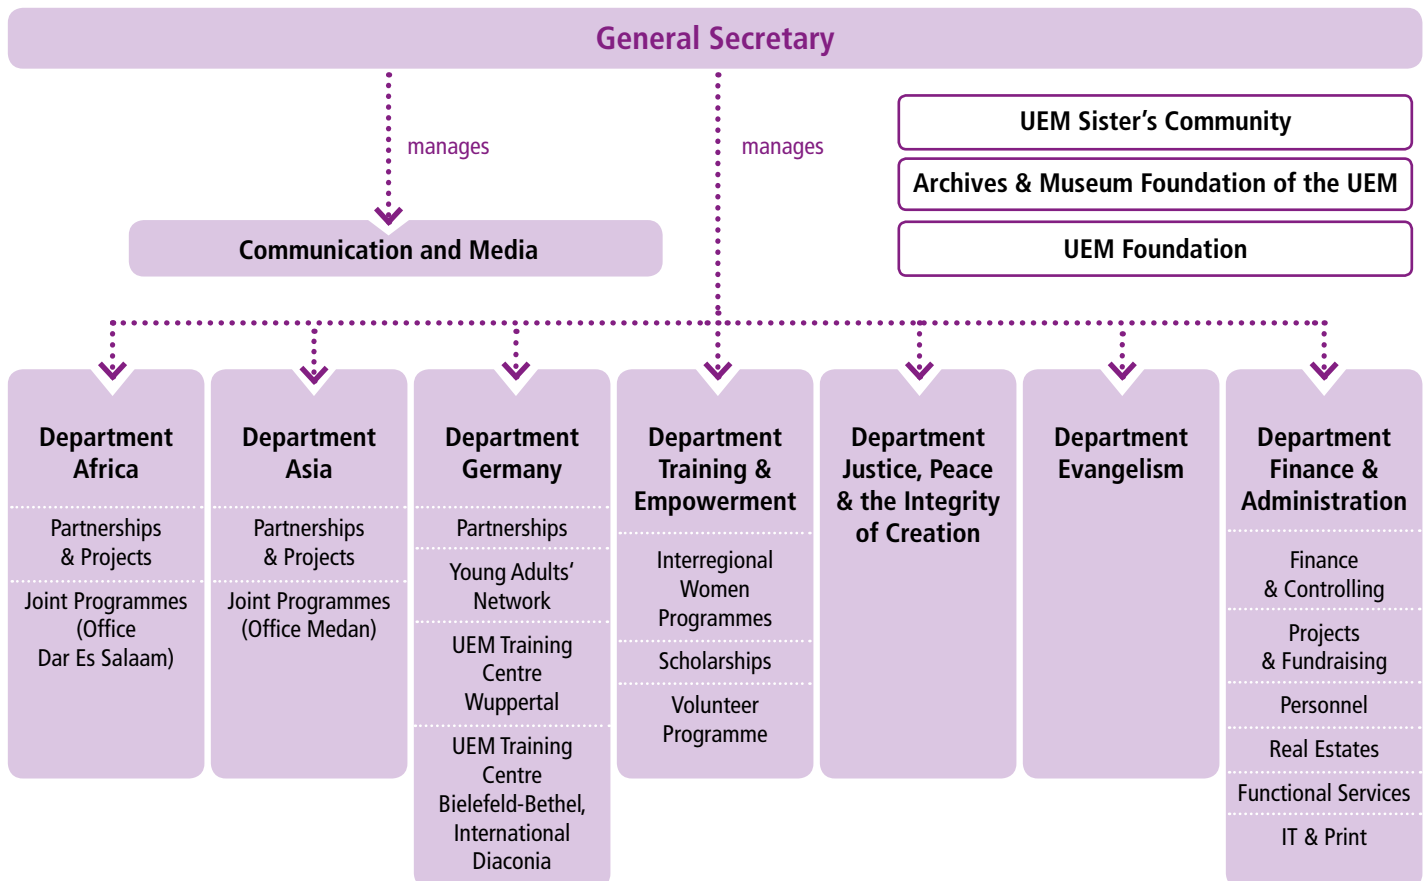 General Secretary
manages
manages
UEM Sister’s Community
Archives & Museum Foundation of the UEM
UEM Foundation
Communication and Media
Department
Africa
Partnerships
& Projects
Joint Programmes
(Office
Dar Es Salaam)
Department
Asia
Partnerships
& Projects
Joint Programmes
(Office Medan)
Department
Germany
Partnerships
Young Adults‘
Network
UEM Training
Centre
Wuppertal
UEM Training
Centre
Bielefeld-Bethel,
International
Diaconia
Department
Training &
Empowerment
Interregional
Women
Programmes
Scholarships
Volunteer
Programme
Department
Justice, Peace
& the Integrity
of Creation
Department
Evangelism
Department
Finance &
Administration
Finance
& Controlling
Projects
& Fundraising
Personnel
Real Estates
Functional Services
IT & Print